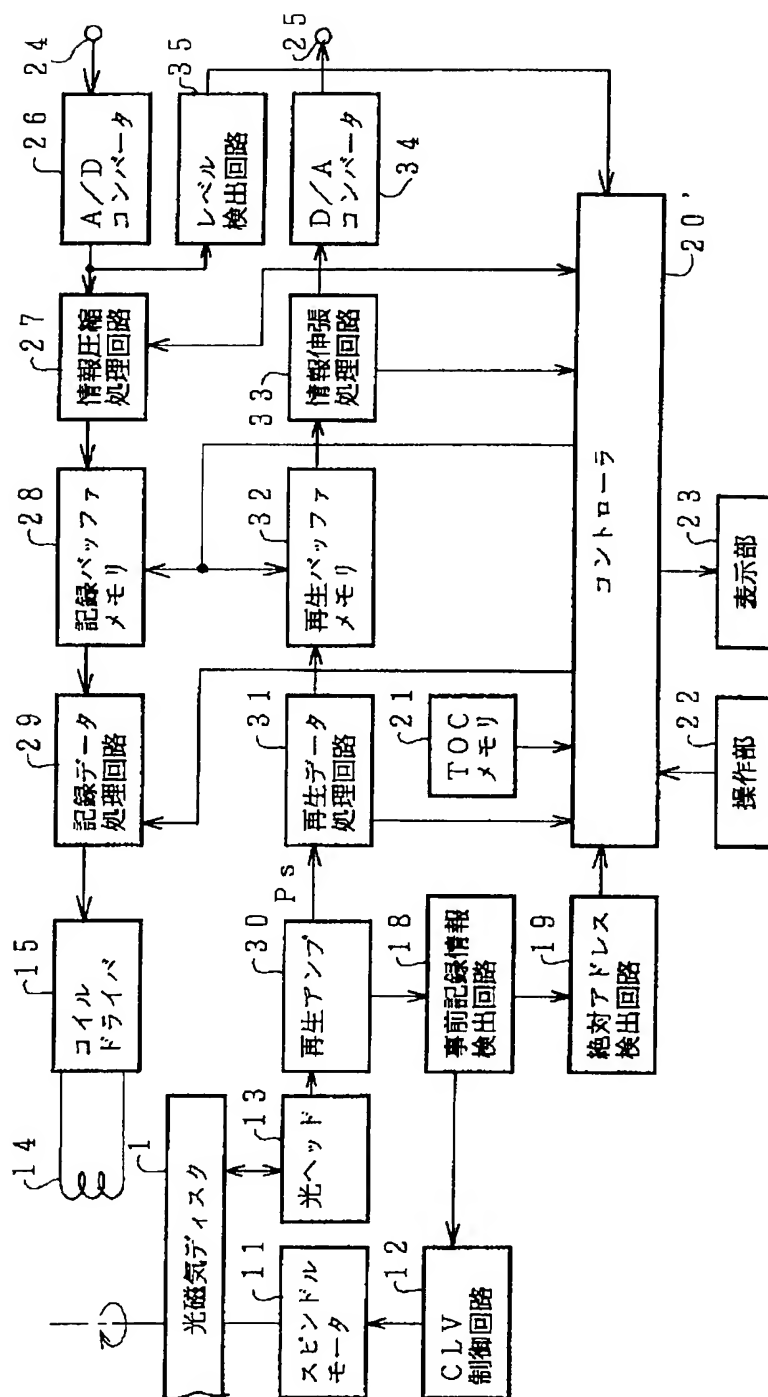 14
15
コイル
ドライバ
29
記録データ
処理回路
28
記録バッファ
メモリ
27
情報圧縮
処理回路
26
A/D
コンバータ
24
35
レベル
検出回路
1
光磁気ディスク
13
光ヘッド
30
再生アンプ
Ps
31
再生データ
処理回路
32
再生バッファ
メモリ
33
情報伸張
処理回路
D/A
コンバータ
34
25
11
スピンドル
モータ
18
事前記録情報
検出回路
21
TOC
メモリ
12
CLV
制御回路
19
絶対アドレス
検出回路
コントローラ
20'
22
操作部
23
表示部